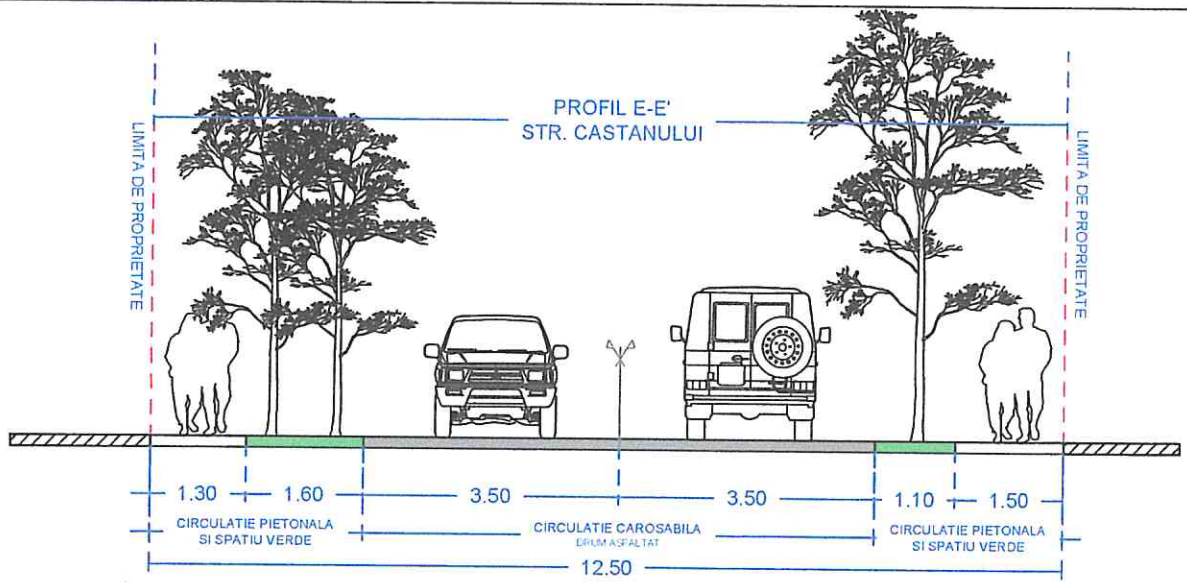 PROFIL E-E'
STR. CASTANULUI
LIMITA DE PROPRIETATE
LIMITA DE PROPRIETATE
1.30
1.60
3.50
3.50
1.10
1.50
CIRCULATIE PIETONALA
SI SPATIU VERDE
CIRCULATIE CAROSABILA
DRUM ASFALTAT
CIRCULATIE PIETONALA
SI SPATIU VERDE
12.50